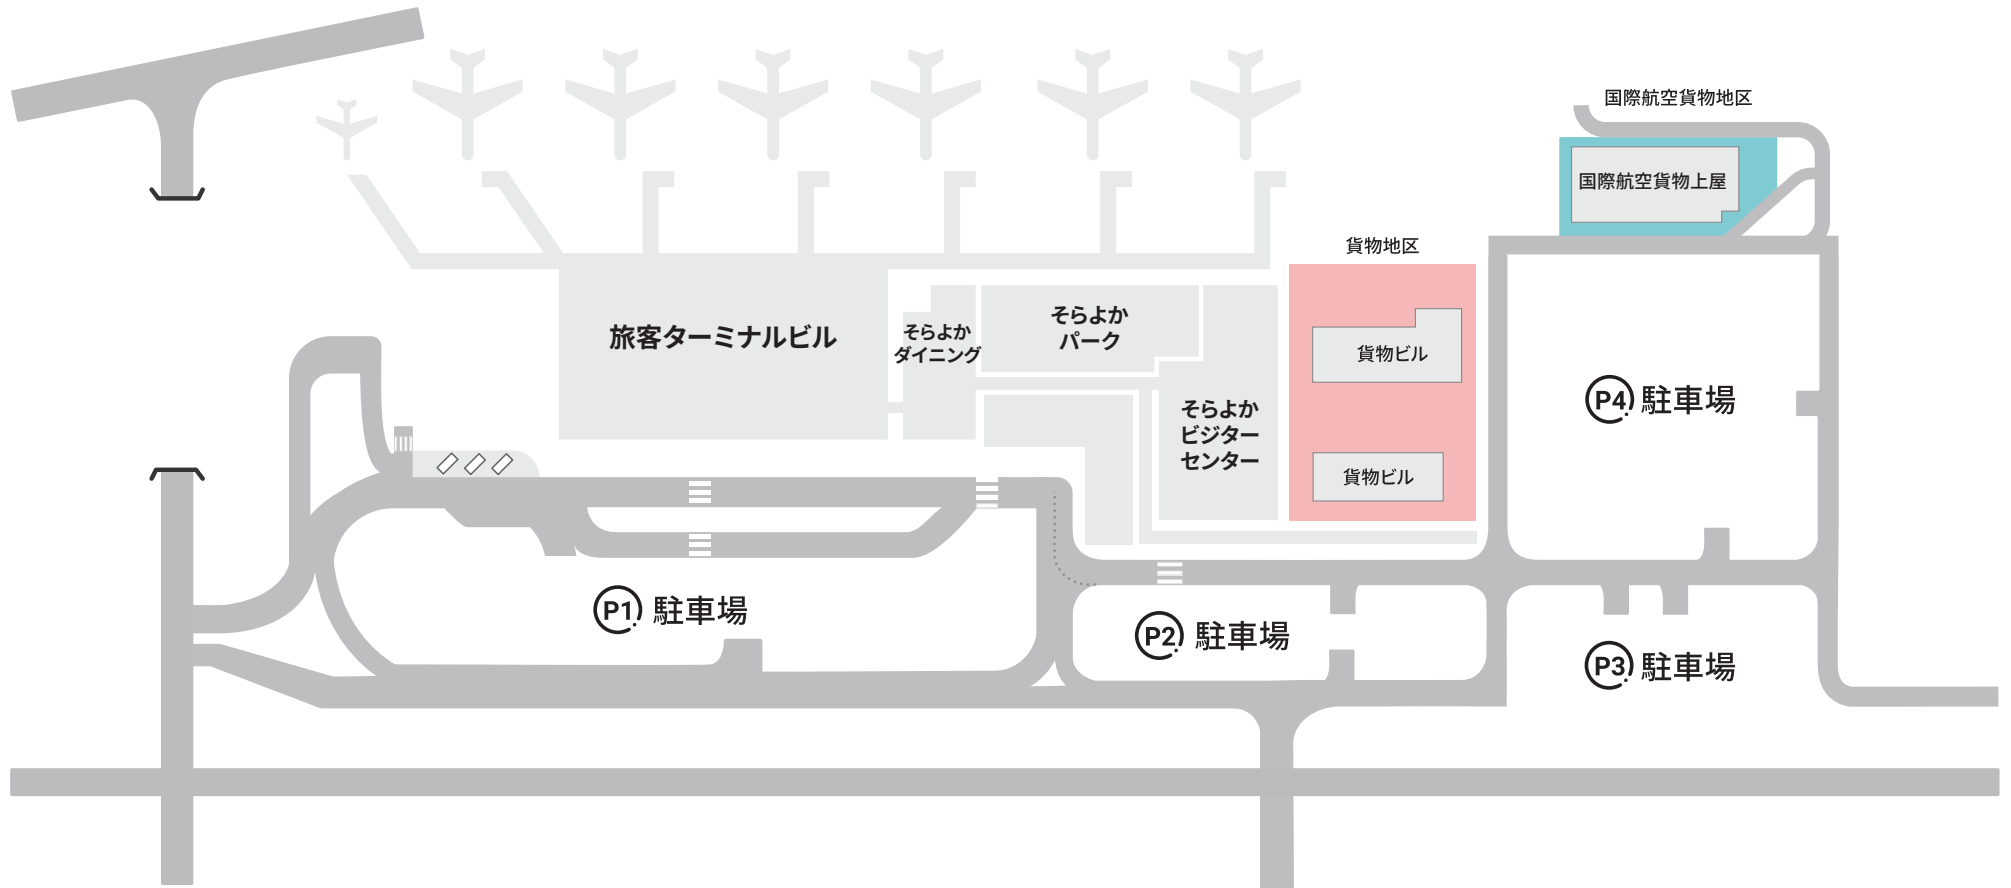 国際航空貨物地区
国際航空貨物上屋
貨物地区
旅客ターミナルビル
そらよか
ダイニング
そらよか
パーク
貨物ビル
そらよか
ビジター
センター
貨物ビル
P4 駐車場
P1 駐車場
P2 駐車場
P3 駐車場